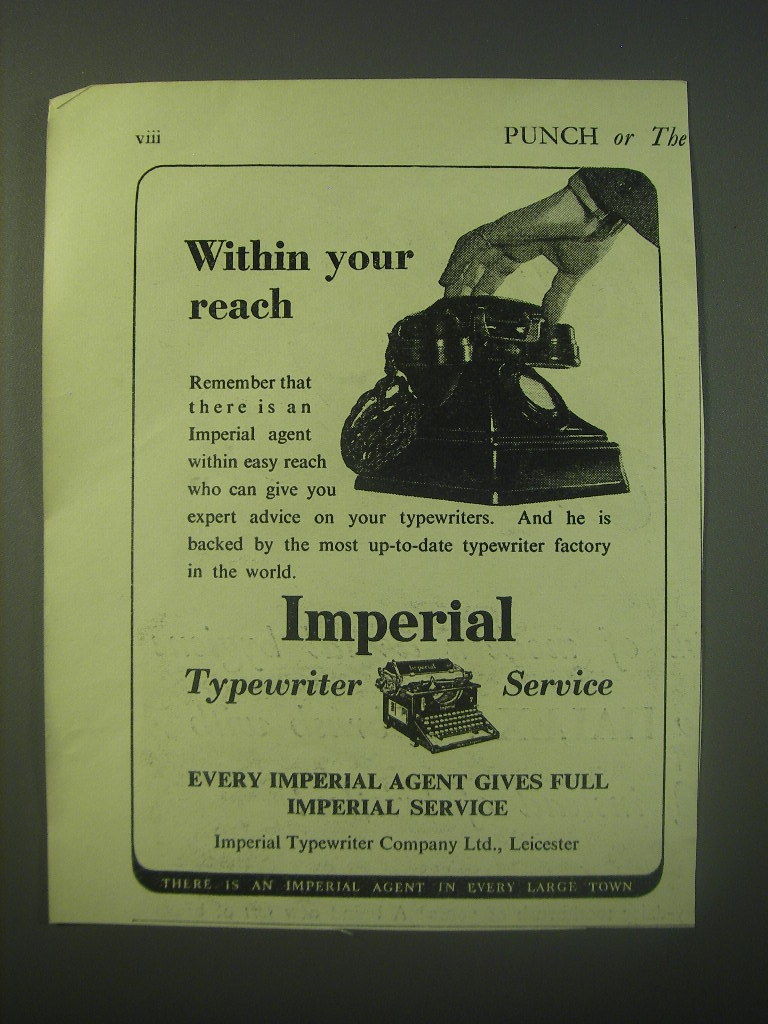 viii
PUNCH or The
Within your
reach
Remember that
there is an
Imperial agent
within easy reach
who can give you
expert advice on your typewriters. And he is
backed by the most up-to-date typewriter factory
in the world.
Imperial
Typewriter Service
Imperial
EVERY IMPERIAL AGENT GIVES FULL
IMPERIAL SERVICE
Imperial Typewriter Company Ltd., Leicester
THERE IS AN IMPERIAL AGENT IN EVERY LARGE TOWN